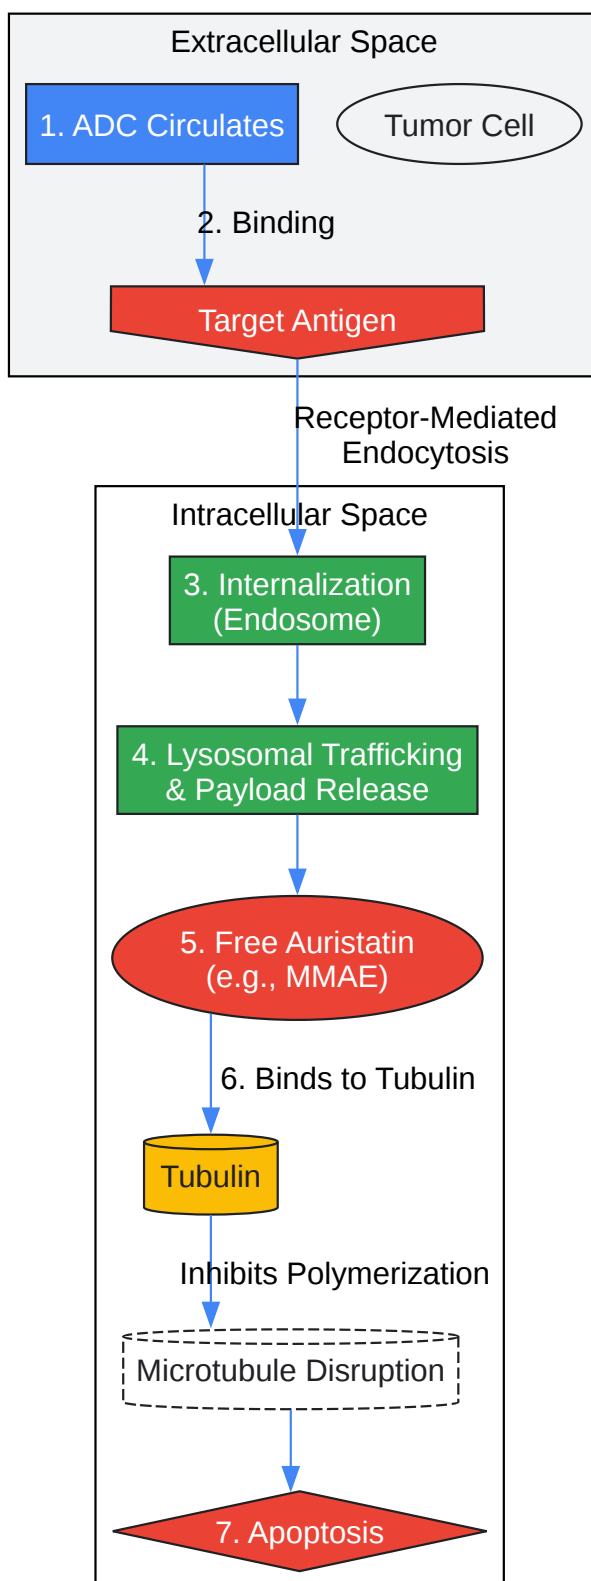 Extracellular Space
1. ADC Circulates
Tumor Cell
2. Binding
Target Antigen
Receptor-Mediated
Endocytosis
Intracellular Space
3. Internalization
(Endosome)
4. Lysosomal Trafficking
& Payload Release
5. Free Auristatin
(e.g., MMAE)
6. Binds to Tubulin
Tubulin
Inhibits Polymerization
Microtubule Disruption
7. Apoptosis